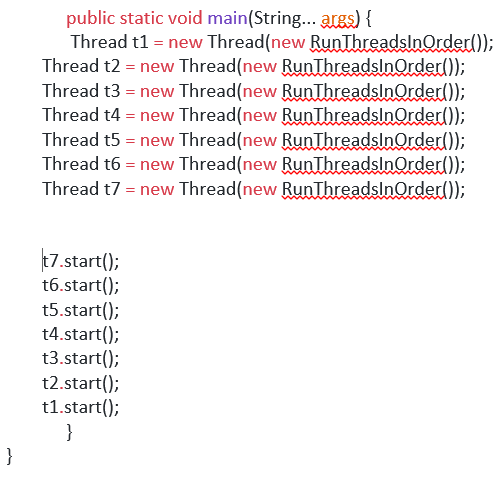 public static void main(String... args) {
Thread t1 = new Thread(new RunThreadsInOrder());
Thread t2 = new Thread(new RunThreadsInOrder());
Thread t3 = new Thread(new RunThreadsInOrder());
Thread t4 = new Thread(new RunThreadsInOrder());
Thread t5 = new Thread(new RunThreadsInOrder());
Thread t6 = new Thread(new RunThreadsInOrder());
Thread t7 = new Thread(new RunThreadsInOrder());
t7.start();
t6.start();
t5.start();
t4.start();
t3.start();
t2.start();
t1.start();
}
}